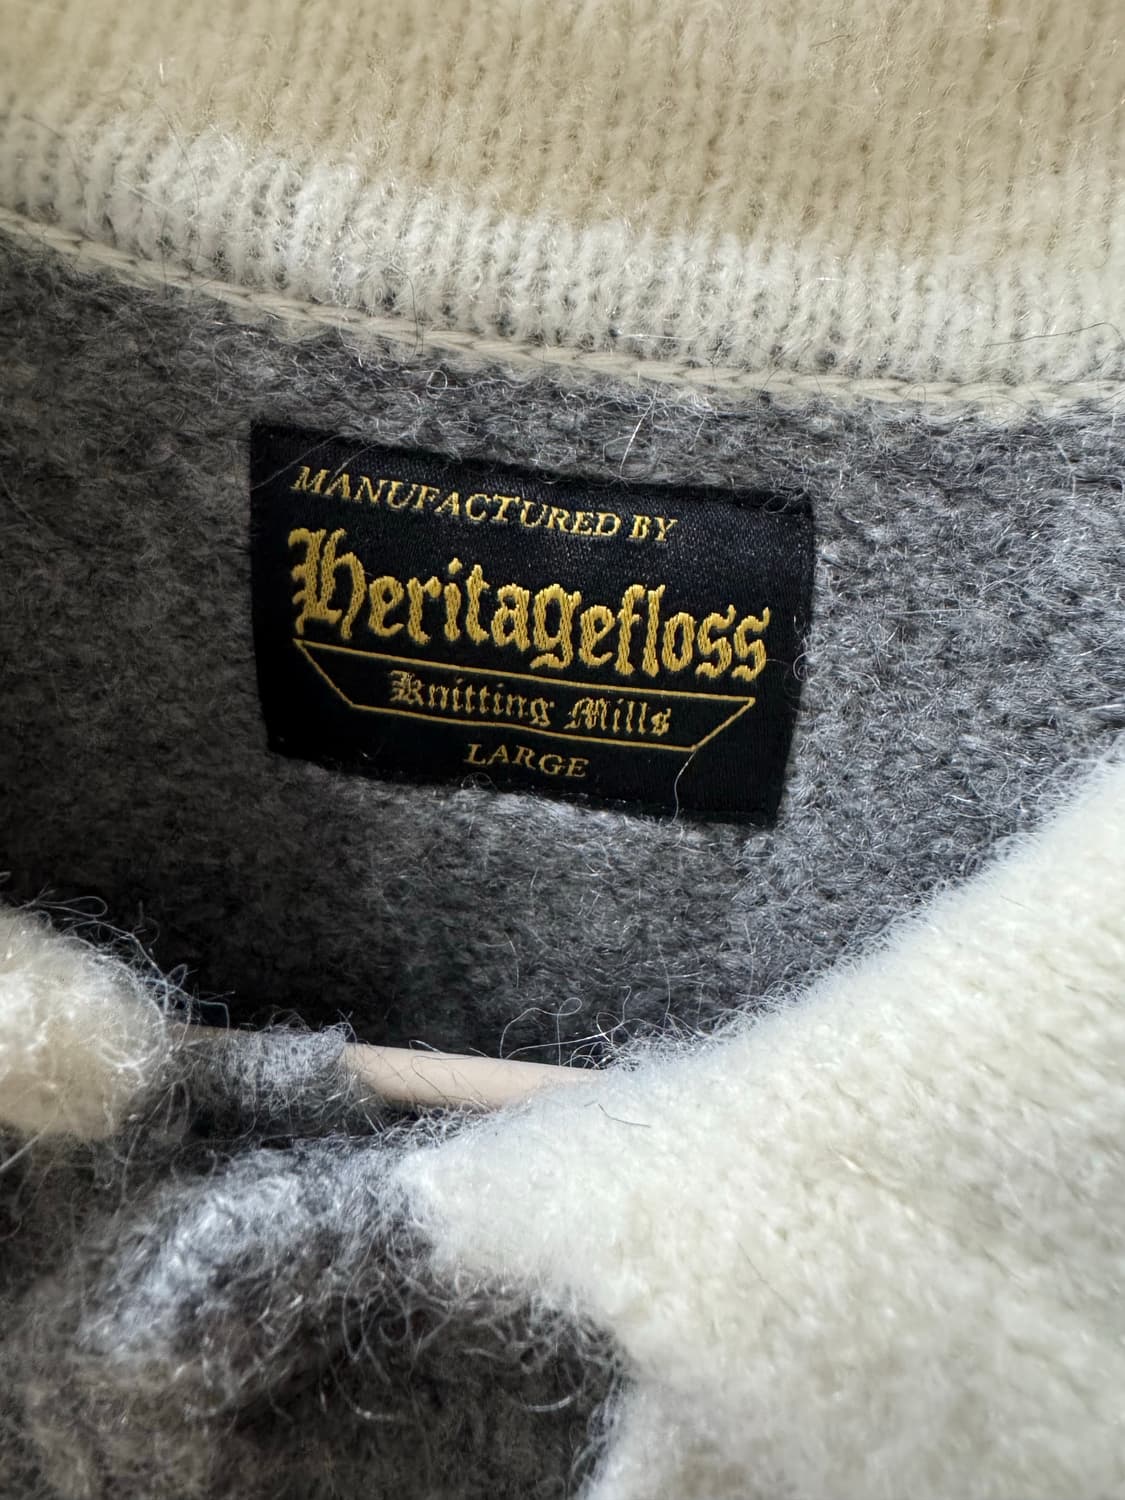 MANUFACTURED BY
Heritagefloss
Knitting Mills
LARGE